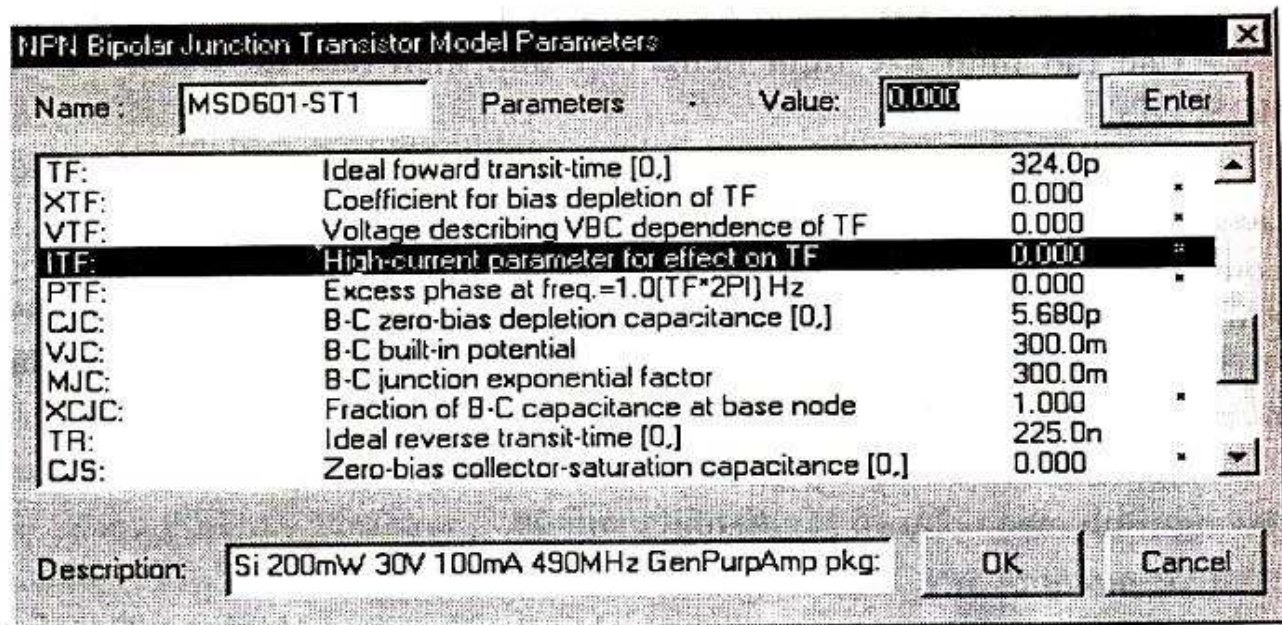 NPN Bipolar Junction Transistor Model Parameters
Name : MSD601-ST1 Parameters - Value: 0.000 Enter
TF: Ideal foward transit-time [0,] 324.0p
XTF: Coefficient for bias depletion of TF 0.000 *
VTF: Voltage describing VBC dependence of TF 0.000 *
ITF: High-current parameter for effect on TF 0.000 *
PTF: Excess phase at freq.=1.0(TF*2PI) Hz 0.000 *
CJC: B-C zero-bias depletion capacitance [0,] 5.680p
VJC: B-C built-in potential 300.0m
MJC: B-C junction exponential factor 300.0m
XCJC: Fraction of B-C capacitance at base node 1.000 *
TR: Ideal reverse transit-time [0,] 225.0n
CJS: Zero-bias collector-saturation capacitance [0,] 0.000 *
Description: Si 200mW 30V 100mA 490MHz GenPurpAmp pkg: OK Cancel